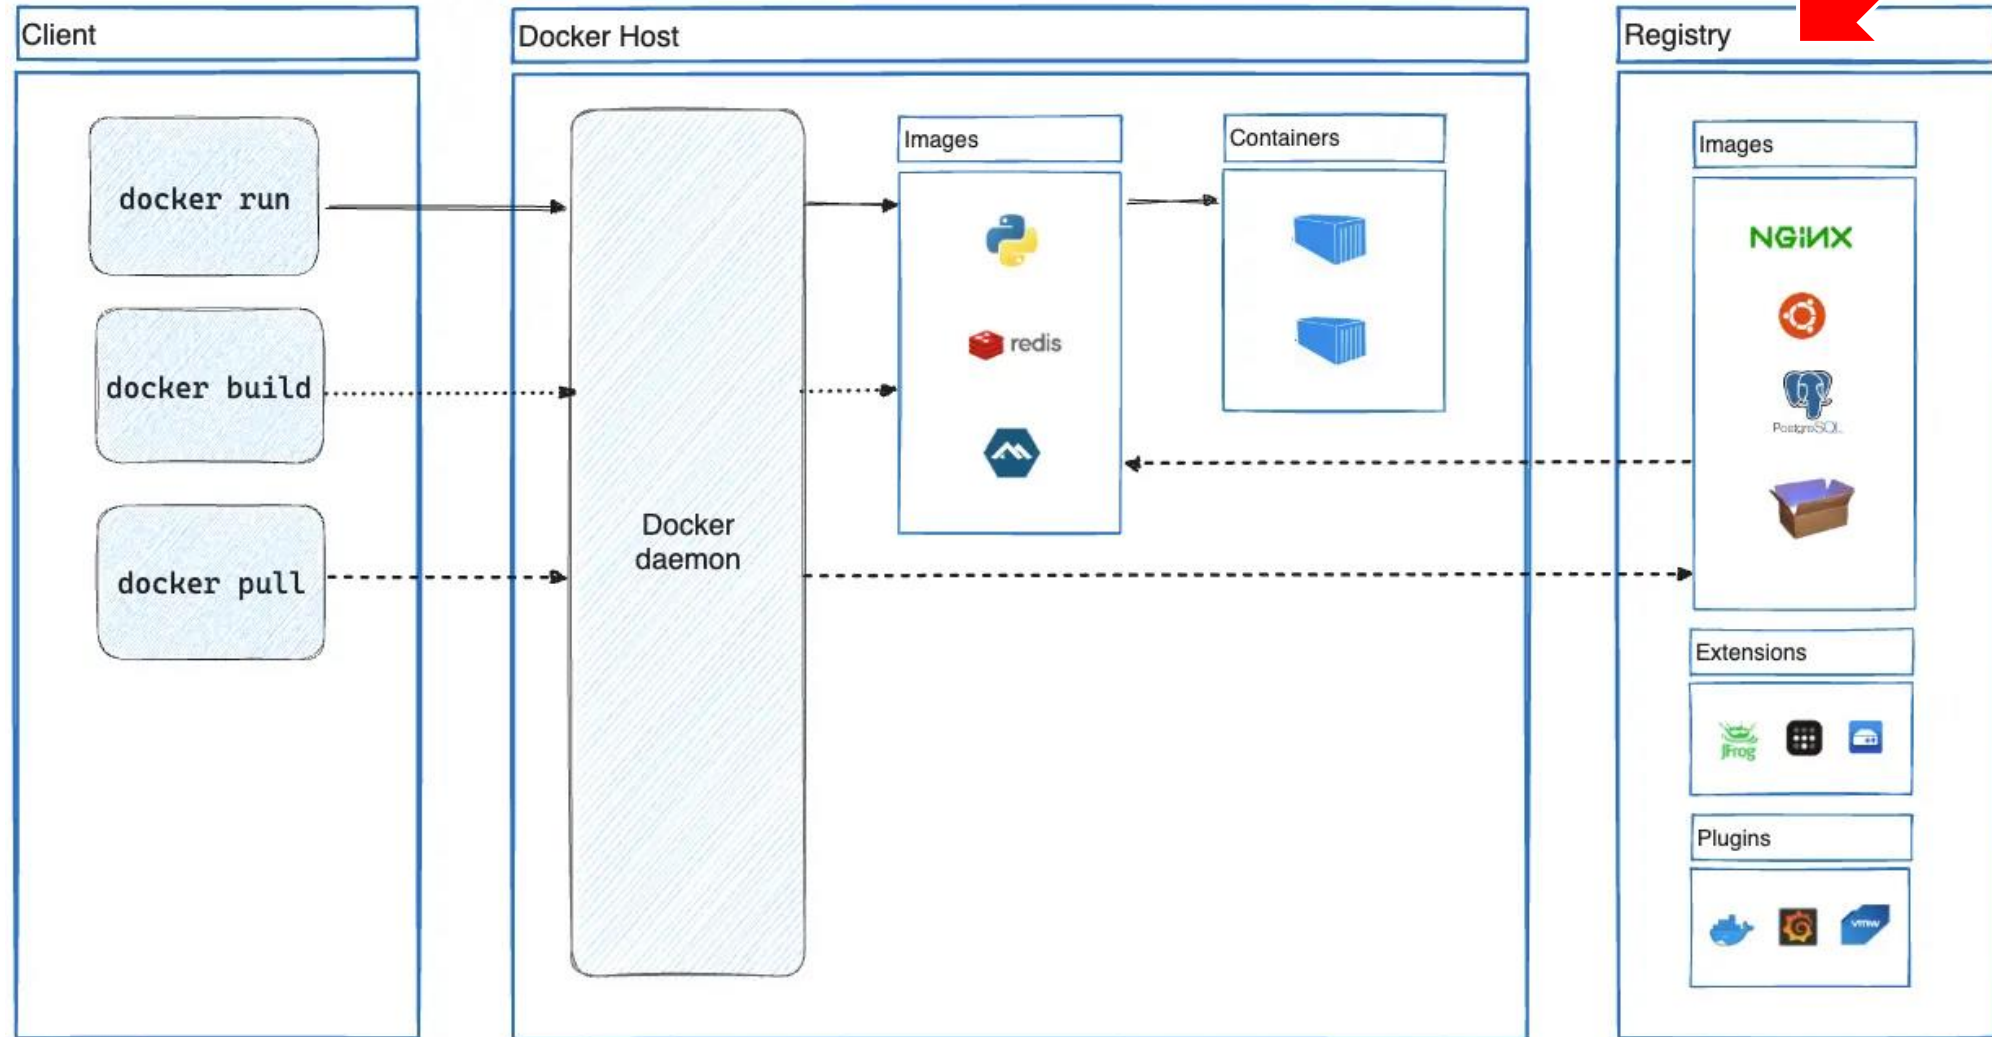 Client
docker run
docker build
docker pull
Docker Host
Docker
daemon
Images
redis
Containers
Registry
Images
NGINX
PostgreSQL
Extensions
JFrog
Plugins
vmw